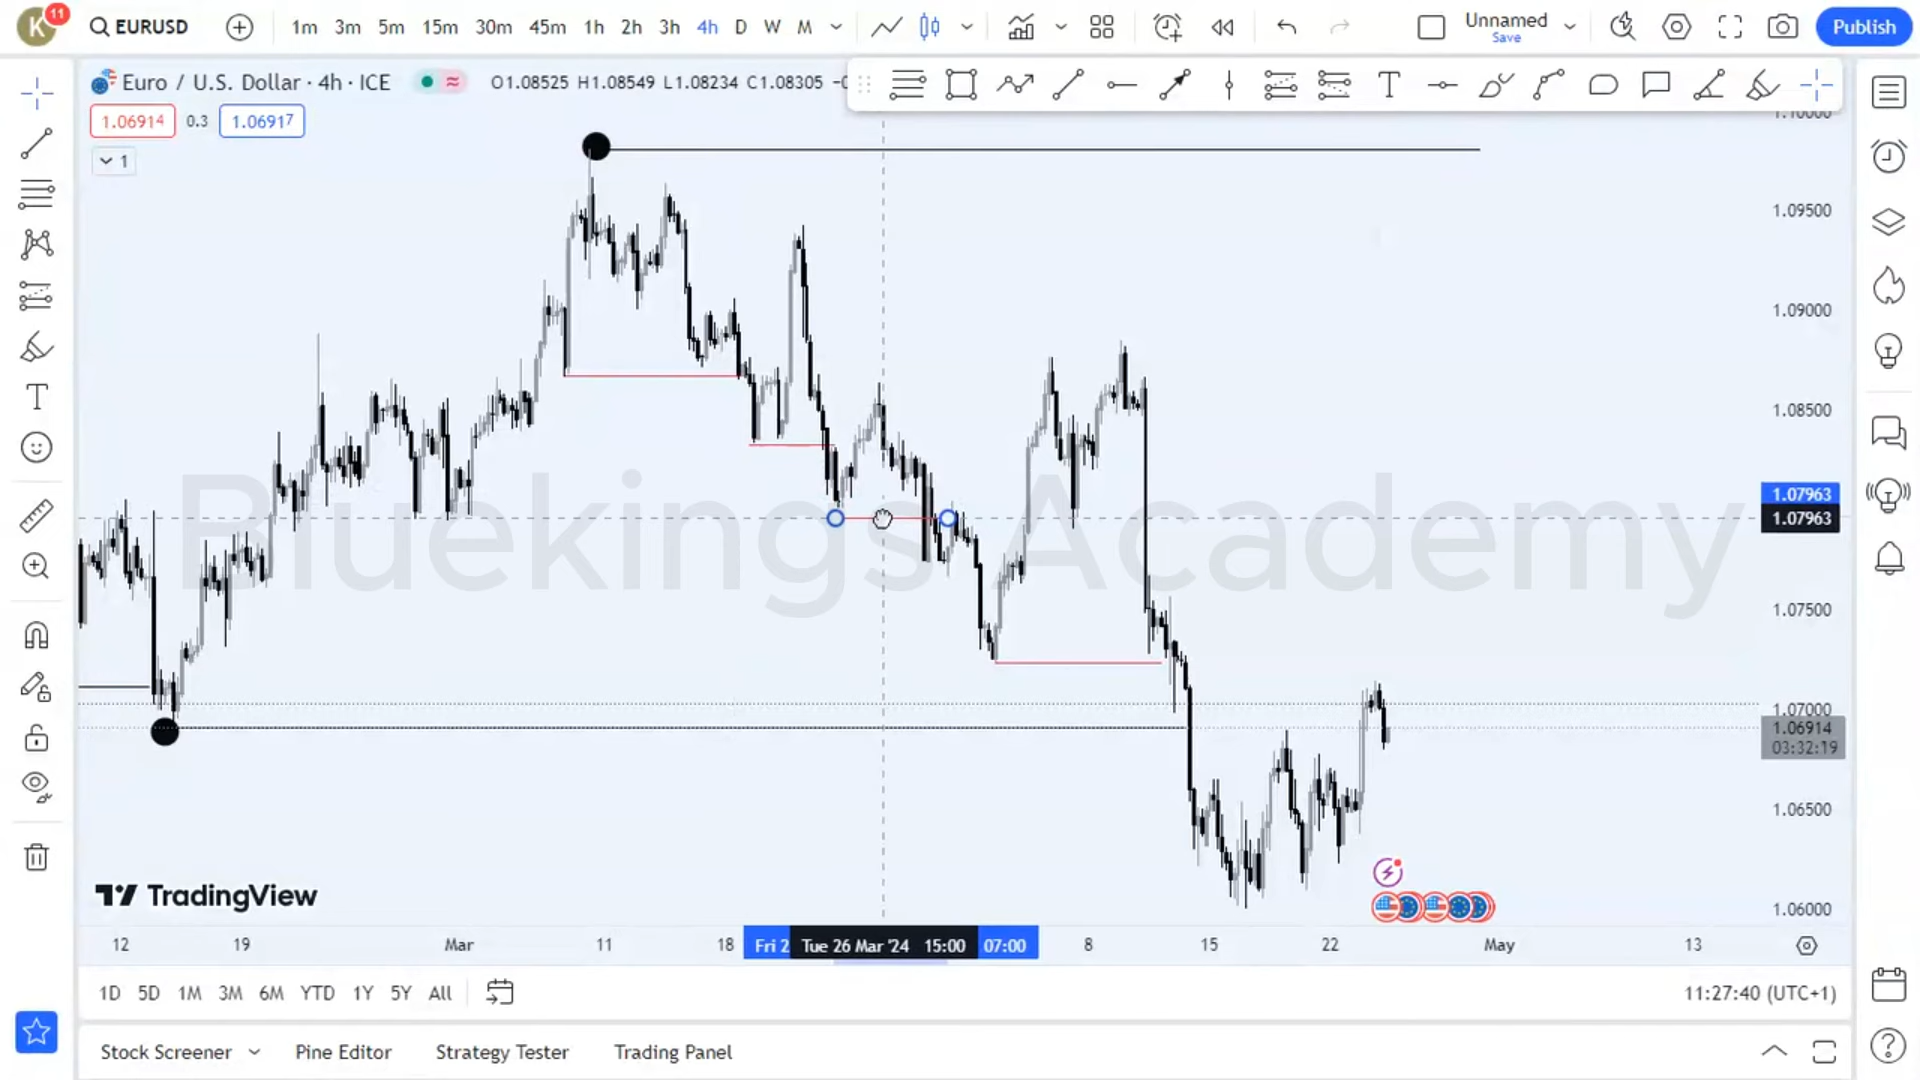 K 11 EURUSD 1m 3m 5m 15m 30m 45m 1h 2h 3h 4h D W M Unnamed Save Publish
Euro / U.S. Dollar · 4h · ICE O1.08525 H1.08549 L1.08234 C1.08305 −0
1.06914 0.3 1.06917
1
1.10000
1.09500
1.09000
1.08500
Bluekings Academy
1.07963
1.07963
1.07500
1.07000
1.06914
03:32:19
1.06500
1.06000
TradingView
12 19 Mar 11 18 Fri 2 Tue 26 Mar '24 15:00 07:00 8 15 22 May 13
1D 5D 1M 3M 6M YTD 1Y 5Y All 11:27:40 (UTC+1)
Stock Screener Pine Editor Strategy Tester Trading Panel